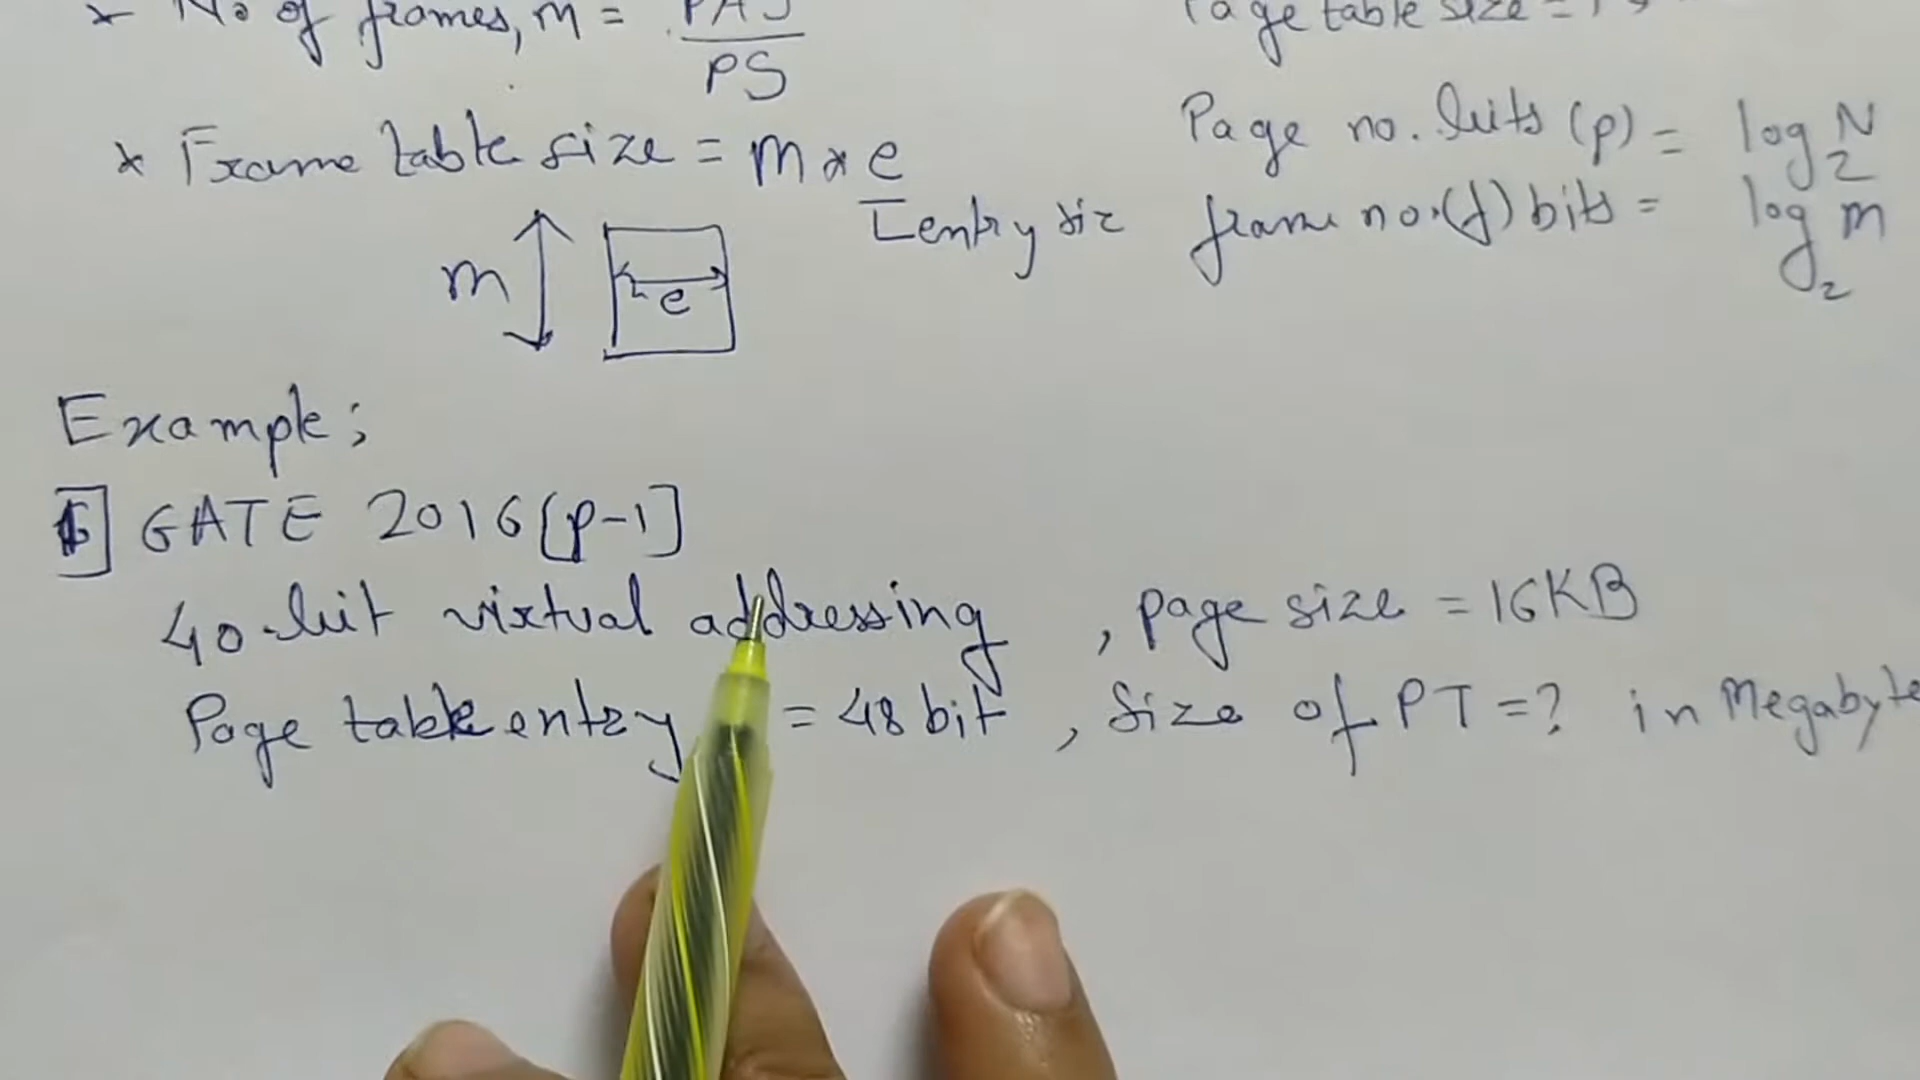 * No of frames, m = PAS / PS
Page table size =
* Frame table size = m * e
entry siz
Page no. bits (p) = log₂ N
frame no. (f) bits = log₂ m
m
e
Example;
GATE 2016 [p-1]
40-bit virtual addressing , page size = 16KB
Page table entry = 48 bit , Size of PT = ? in Megabyte